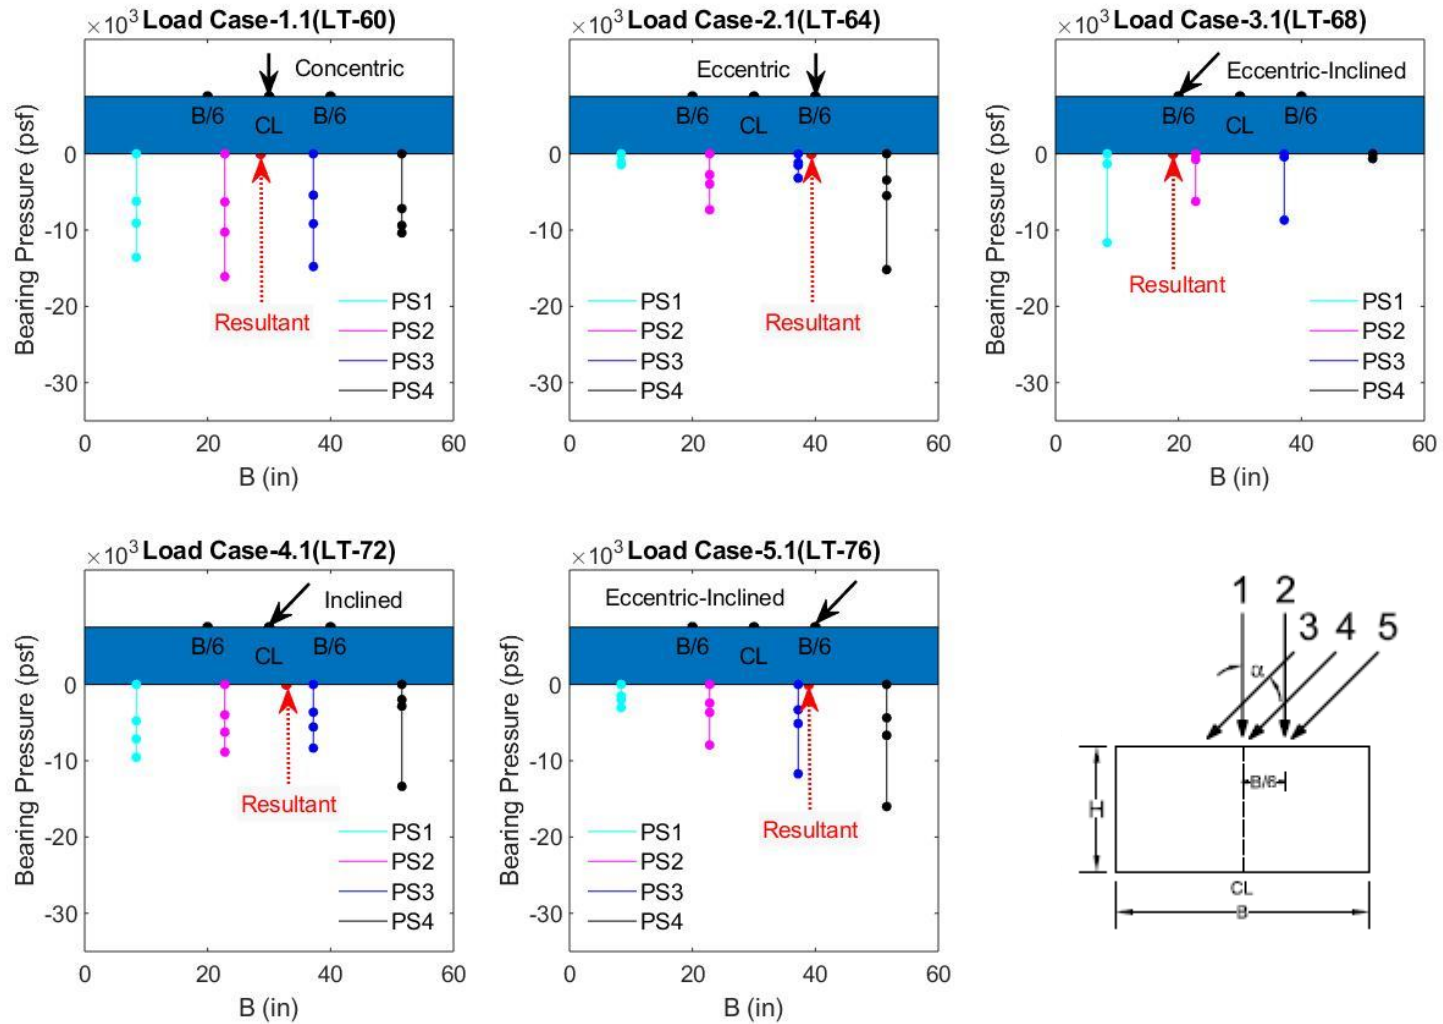 ×10³ Load Case-1.1(LT-60)
Concentric
B/6 CL B/6
0
-10
-20
-30
Bearing Pressure (psf)
Resultant
PS1
PS2
PS3
PS4
0 20 40 60
B (in)
×10³ Load Case-2.1(LT-64)
Eccentric
B/6 CL B/6
0
-10
-20
-30
Bearing Pressure (psf)
Resultant
PS1
PS2
PS3
PS4
0 20 40 60
B (in)
×10³ Load Case-3.1(LT-68)
Eccentric-Inclined
B/6 CL B/6
0
-10
-20
-30
Bearing Pressure (psf)
Resultant
PS1
PS2
PS3
PS4
0 20 40 60
B (in)
×10³ Load Case-4.1(LT-72)
Inclined
B/6 CL B/6
0
-10
-20
-30
Bearing Pressure (psf)
Resultant
PS1
PS2
PS3
PS4
0 20 40 60
B (in)
×10³ Load Case-5.1(LT-76)
Eccentric-Inclined
B/6 CL B/6
0
-10
-20
-30
Bearing Pressure (psf)
Resultant
PS1
PS2
PS3
PS4
0 20 40 60
B (in)
1 2
3 4 5
α
B/6
H
CL
B